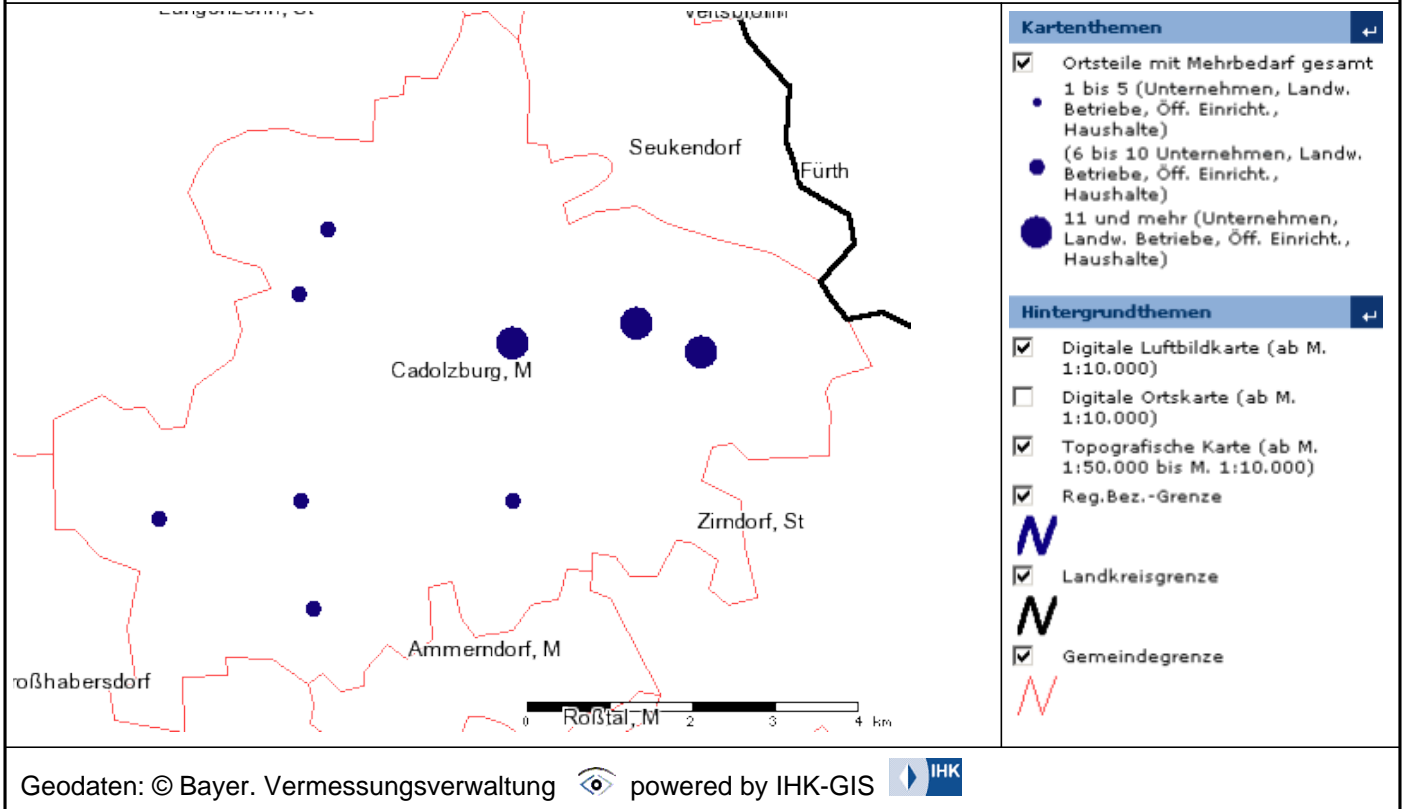 Seukendorf
Fürth
Cadolzburg, M
Zirndorf, St
Ammerndorf, M
roßhabersdorf
Roßtal, M
0 2 3 4 km
Kartenthemen
Ortsteile mit Mehrbedarf gesamt
1 bis 5 (Unternehmen, Landw.
Betriebe, Öff. Einricht.,
Haushalte)
(6 bis 10 Unternehmen, Landw.
Betriebe, Öff. Einricht.,
Haushalte)
11 und mehr (Unternehmen,
Landw. Betriebe, Öff. Einricht.,
Haushalte)
Hintergrundthemen
Digitale Luftbildkarte (ab M.
1:10.000)
Digitale Ortskarte (ab M.
1:10.000)
Topografische Karte (ab M.
1:50.000 bis M. 1:10.000)
Reg.Bez.-Grenze
Landkreisgrenze
Gemeindegrenze
Geodaten: © Bayer. Vermessungsverwaltung powered by IHK-GIS IHK